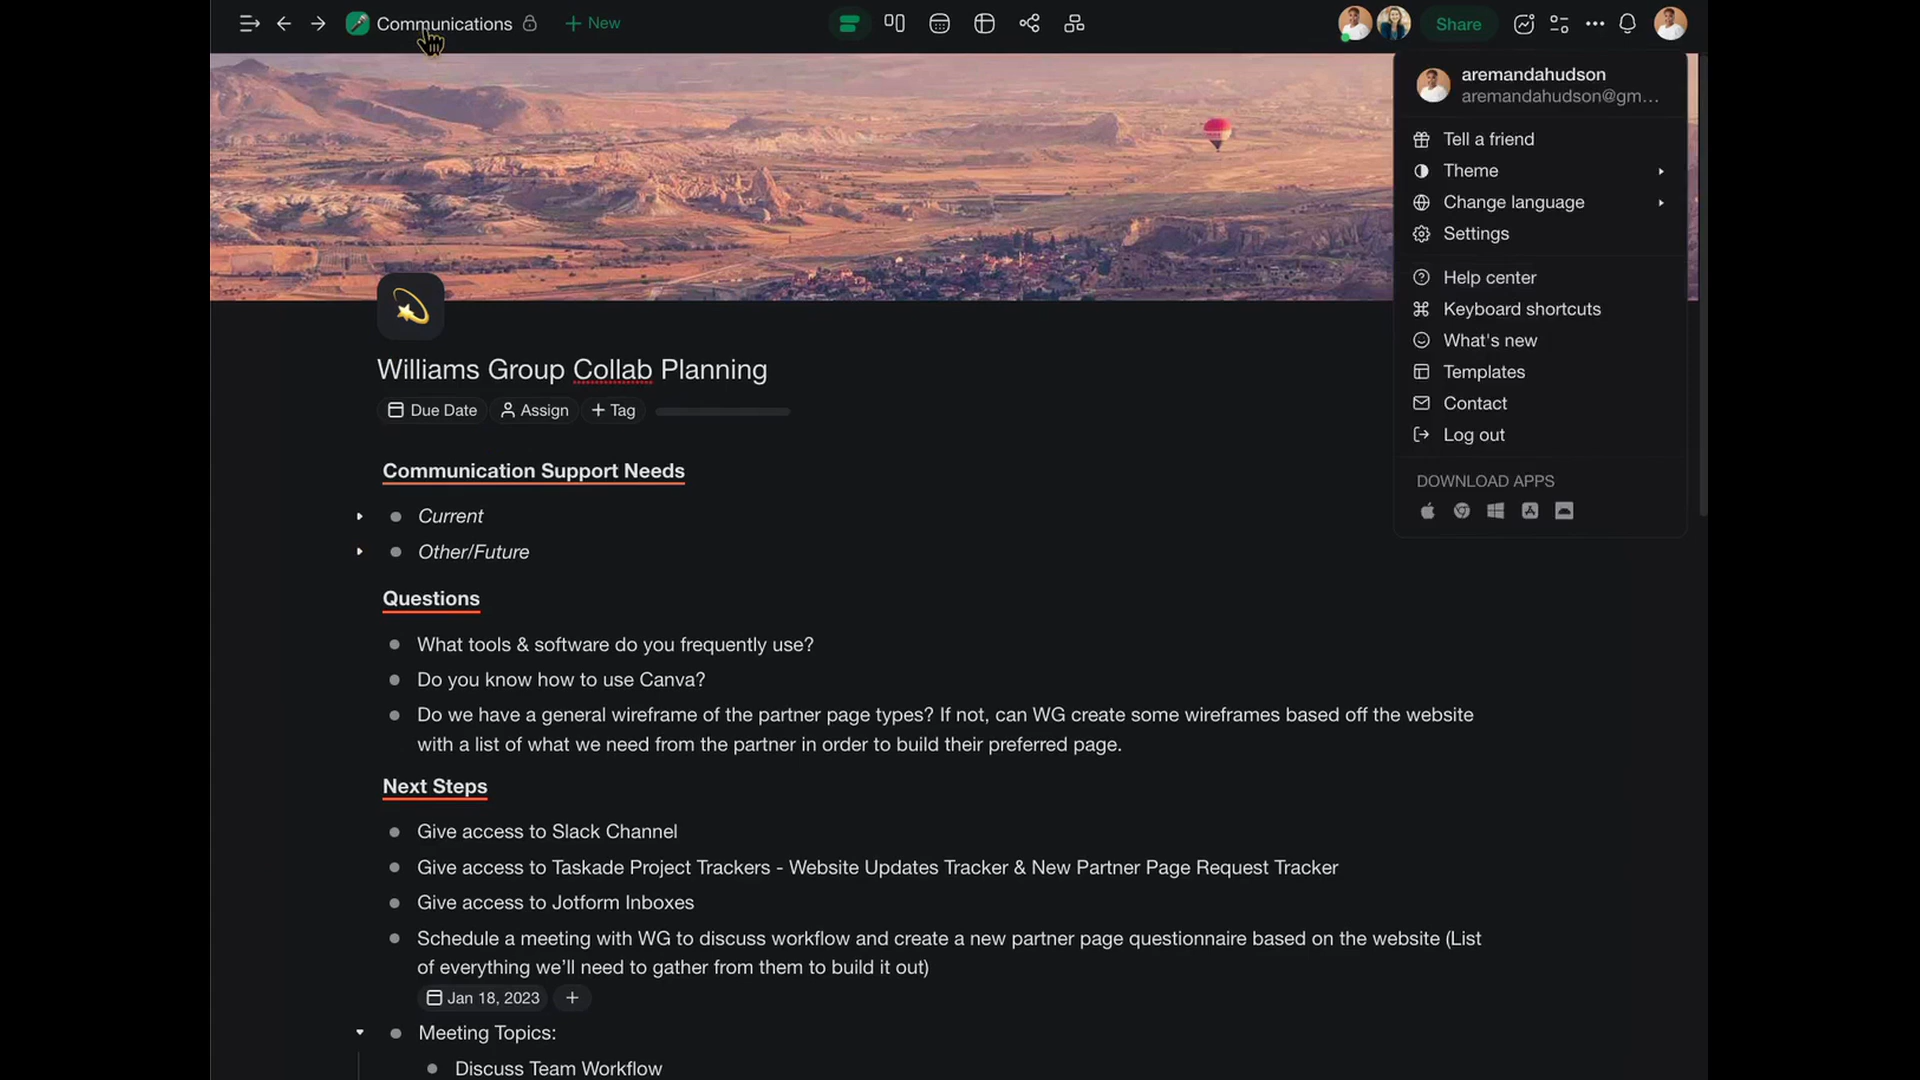 Communications
New
Share
aremandahudson
aremandahudson@gm...
Tell a friend
Theme
Change language
Settings
Help center
Keyboard shortcuts
What's new
Templates
Contact
Log out
DOWNLOAD APPS
Williams Group Collab Planning
Due Date
Assign
+ Tag
Communication Support Needs
Current
Other/Future
Questions
What tools & software do you frequently use?
Do you know how to use Canva?
Do we have a general wireframe of the partner page types? If not, can WG create some wireframes based off the website
with a list of what we need from the partner in order to build their preferred page.
Next Steps
Give access to Slack Channel
Give access to Taskade Project Trackers - Website Updates Tracker & New Partner Page Request Tracker
Give access to Jotform Inboxes
Schedule a meeting with WG to discuss workflow and create a new partner page questionnaire based on the website (List
of everything we’ll need to gather from them to build it out)
Jan 18, 2023
Meeting Topics:
Discuss Team Workflow